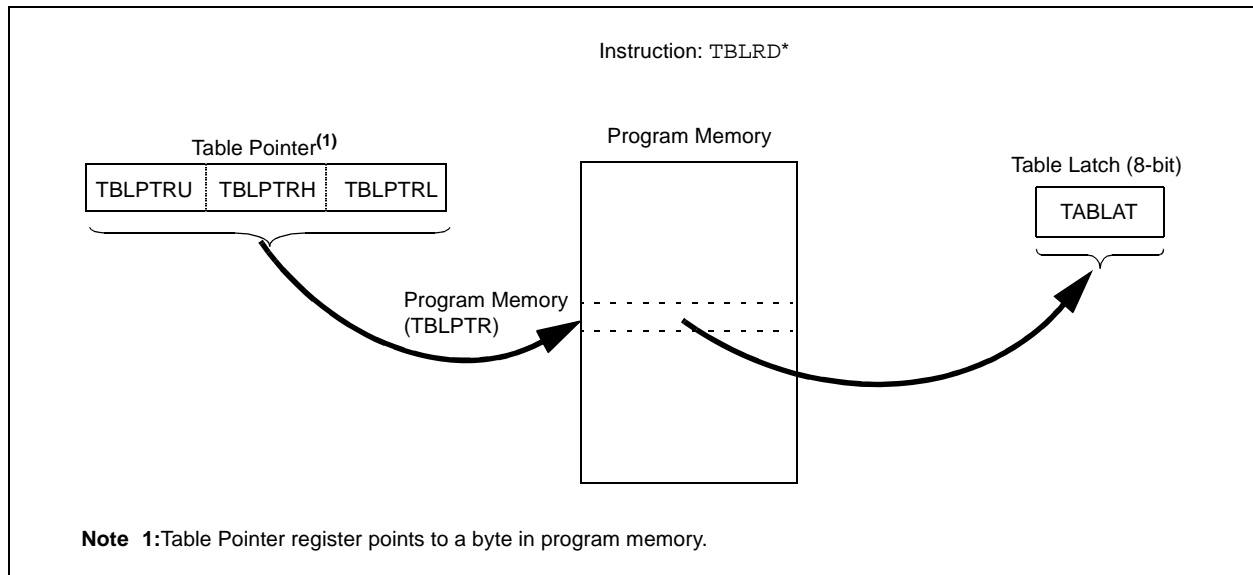 Instruction: TBLRD*
Table Pointer(1)
TBLPTRU TBLPTRH TBLPTRL
Program Memory
Table Latch (8-bit)
TABLAT
Program Memory
(TBLPTR)
Note 1:Table Pointer register points to a byte in program memory.